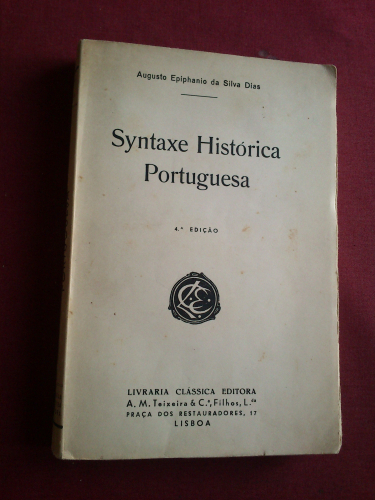 Augusto Epiphanio da Silva Dias
Syntaxe Histórica
Portuguesa
4.ª EDIÇÃO
LCE
LIVRARIA CLÁSSICA EDITORA
A. M. Teixeira & C.ª, Filhos, L.da
PRAÇA DOS RESTAURADORES, 17
LISBOA